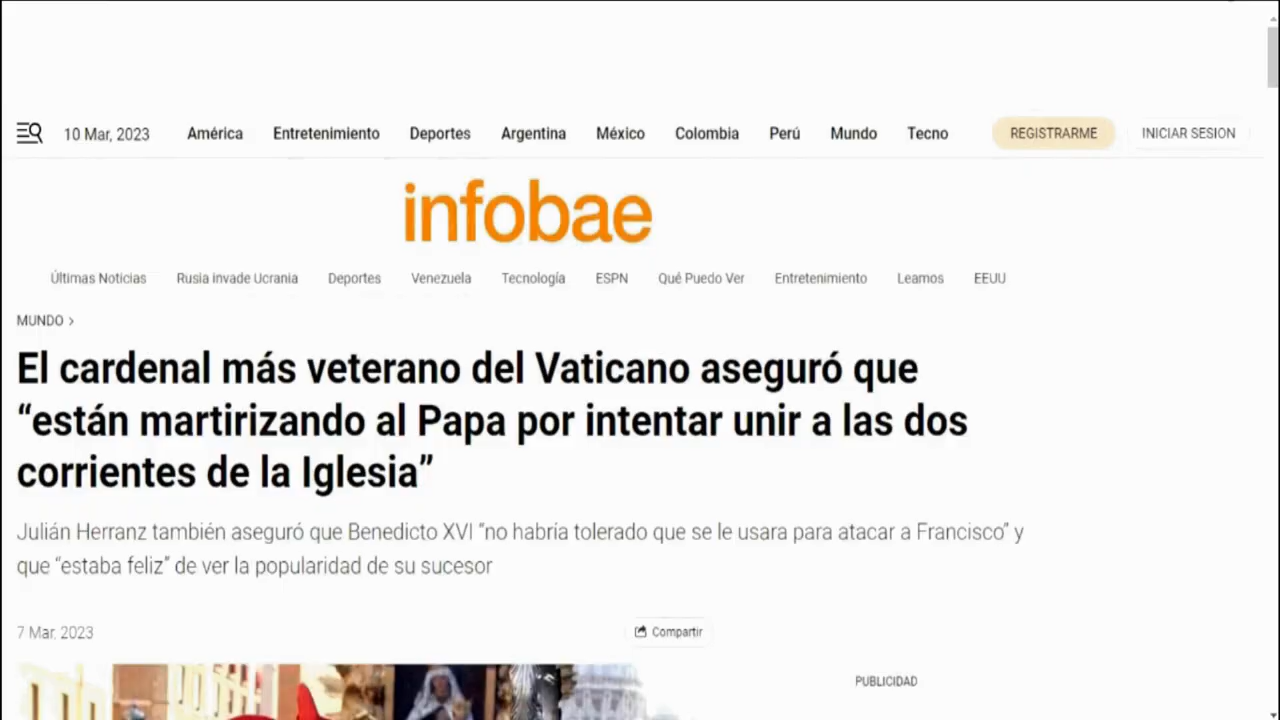 10 Mar, 2023 América Entretenimiento Deportes Argentina México Colombia Perú Mundo Tecno REGISTRARME INICIAR SESION
infobae
Últimas Noticias Rusia invade Ucrania Deportes Venezuela Tecnología ESPN Qué Puedo Ver Entretenimiento Leamos EEUU
MUNDO >
El cardenal más veterano del Vaticano aseguró que
“están martirizando al Papa por intentar unir a las dos
corrientes de la Iglesia”
Julián Herranz también aseguró que Benedicto XVI “no habría tolerado que se le usara para atacar a Francisco” y
que “estaba feliz” de ver la popularidad de su sucesor
7 Mar, 2023 Compartir
PUBLICIDAD